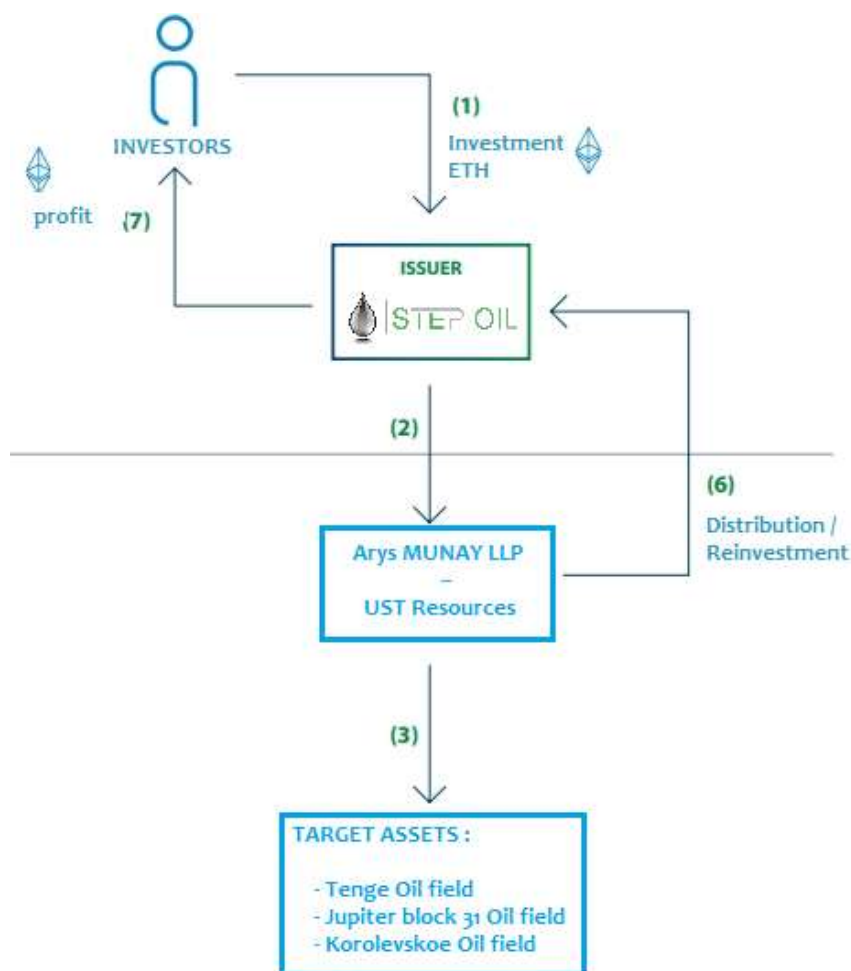 INVESTORS
(1)
Investment
ETH
profit
(7)
ISSUER
STEP OIL
(2)
(6)
Distribution /
Reinvestment
Arys MUNAY LLP
–
UST Resources
(3)
TARGET ASSETS :
- Tenge Oil field
- Jupiter block 31 Oil field
- Korolevskoe Oil field